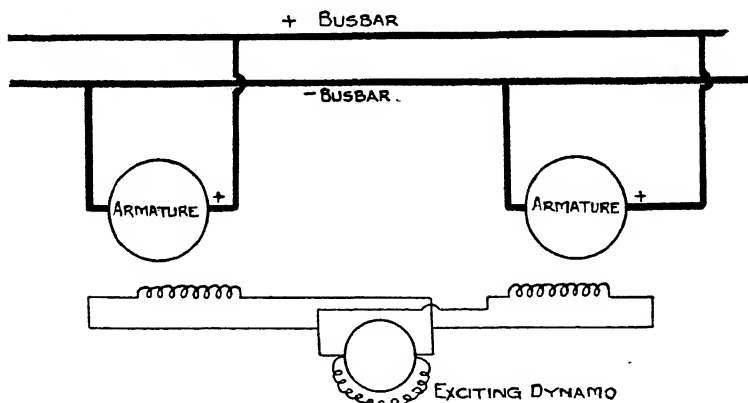 + BUSBAR
- BUSBAR.
ARMATURE +
ARMATURE +
EXCITING DYNAMO